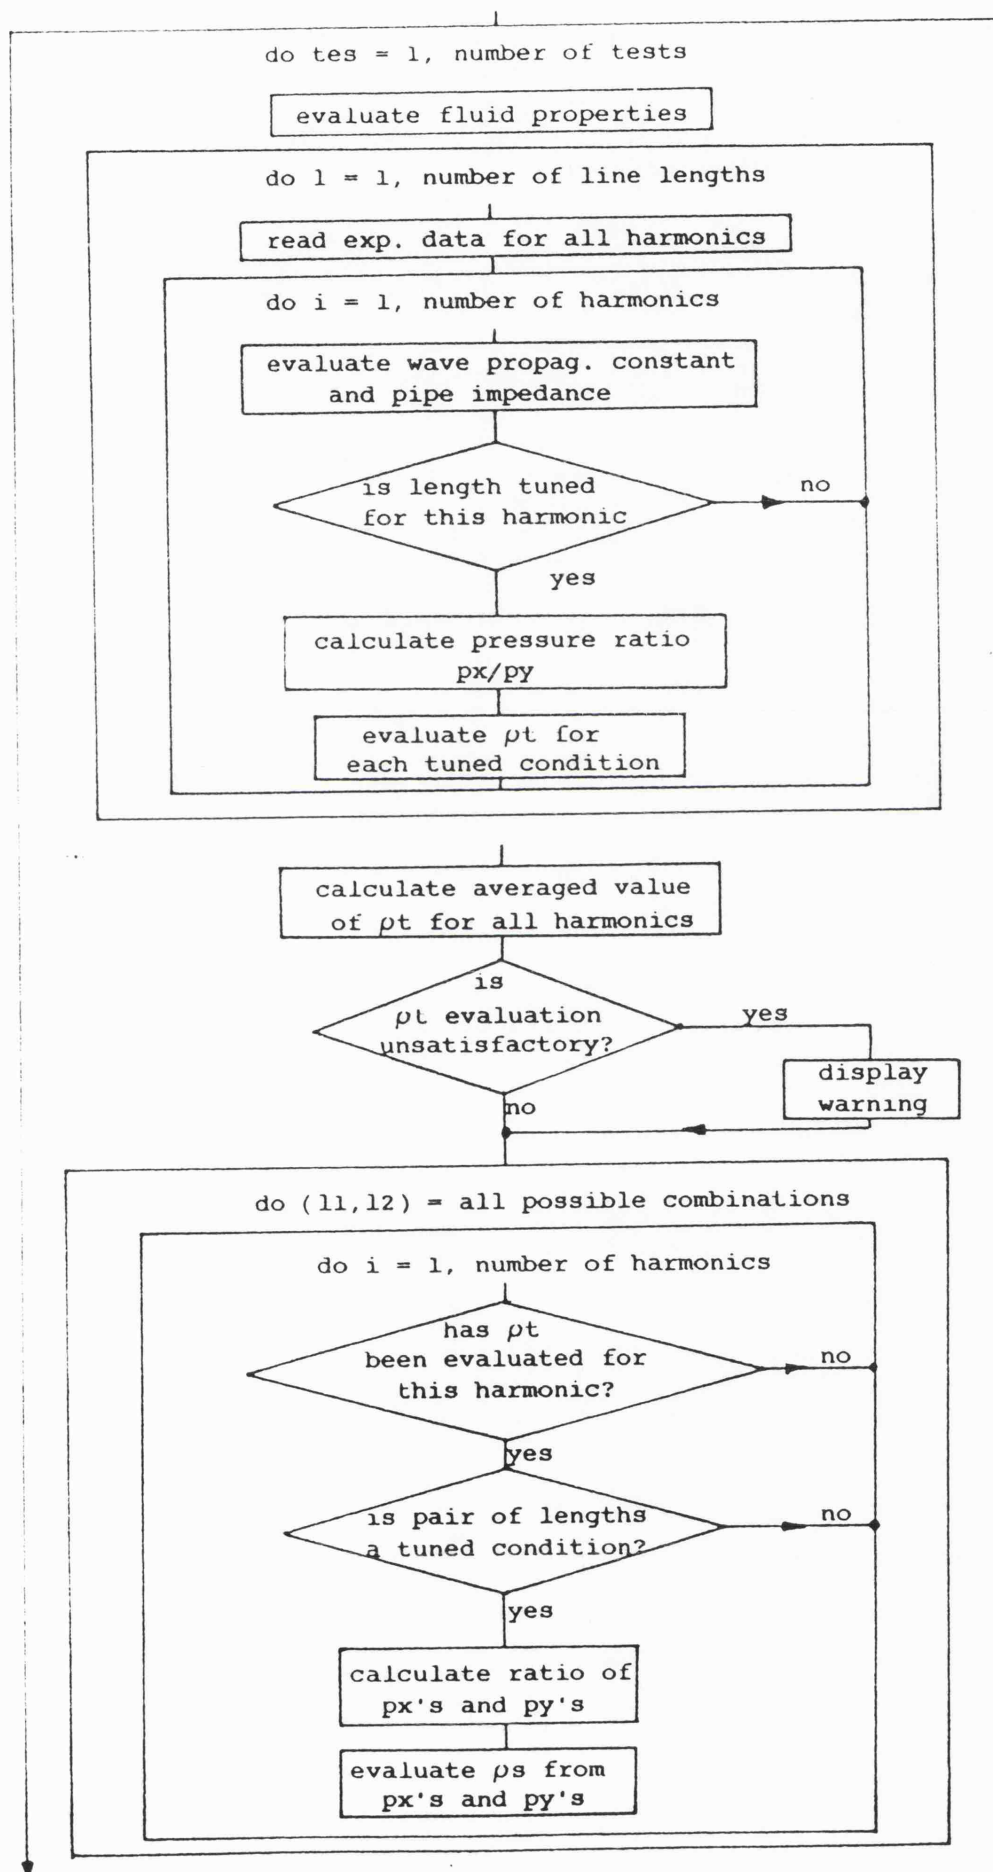 do tes = 1, number of tests
evaluate fluid properties
do l = 1, number of line lengths
read exp. data for all harmonics
do i = 1, number of harmonics
evaluate wave propag. constant
and pipe impedance
is length tuned
for this harmonic
no
yes
calculate pressure ratio
px/py
evaluate ρt for
each tuned condition
calculate averaged value
of ρt for all harmonics
is
ρt evaluation
unsatisfactory?
yes
display
warning
no
do (l1,l2) = all possible combinations
do i = 1, number of harmonics
has ρt
been evaluated for
this harmonic?
no
yes
is pair of lengths
a tuned condition?
no
yes
calculate ratio of
px's and py's
evaluate ρs from
px's and py's